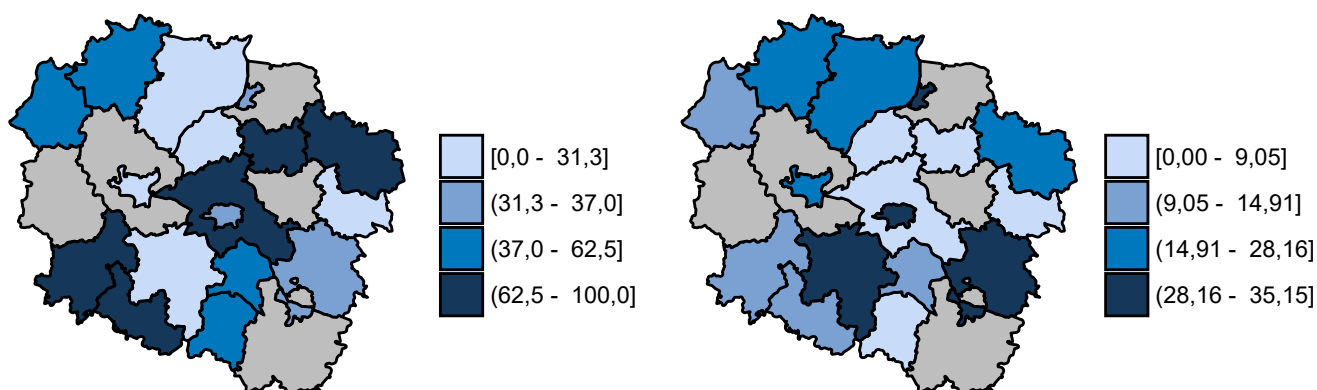 [0,0 - 31,3]
(31,3 - 37,0]
(37,0 - 62,5]
(62,5 - 100,0]
[0,00 - 9,05]
(9,05 - 14,91]
(14,91 - 28,16]
(28,16 - 35,15]